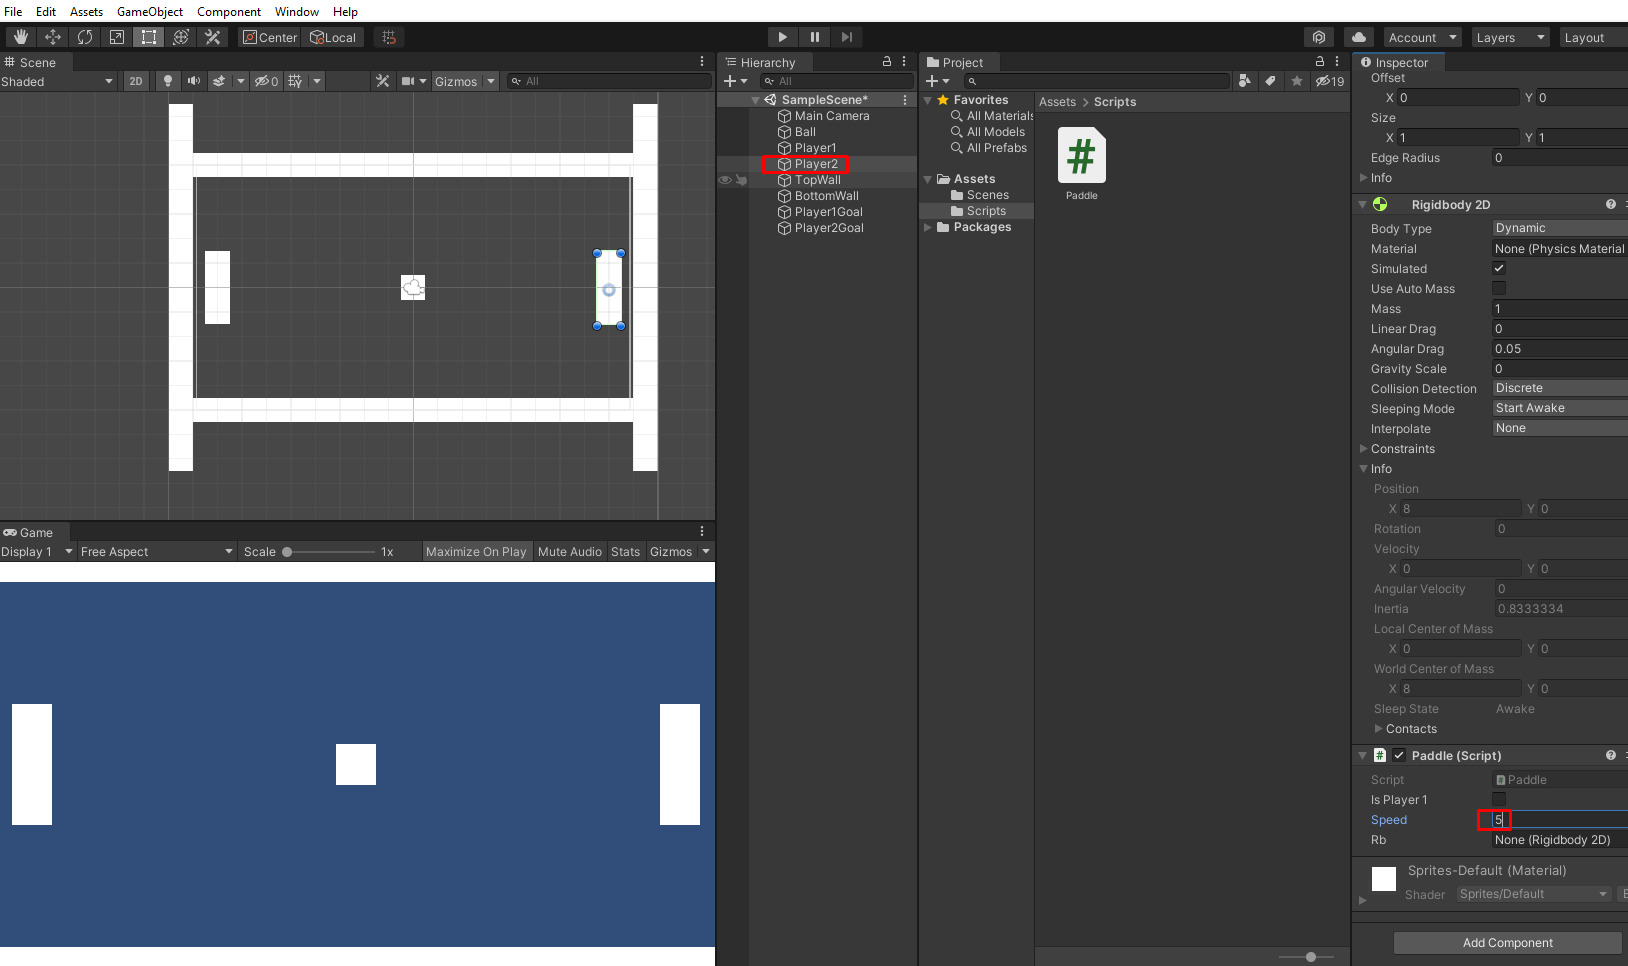 File Edit Assets GameObject Component Window Help
Center Local Account Layers Layout
Scene
Shaded 2D 0 Gizmos All
Hierarchy
All
SampleScene*
Main Camera
Ball
Player1
Player2
TopWall
BottomWall
Player1Goal
Player2Goal
Project
19
Favorites
All Materials
All Models
All Prefabs
Assets
Scenes
Scripts
Packages
Assets > Scripts
#
Paddle
Game
Display 1 Free Aspect Scale 1x Maximize On Play Mute Audio Stats Gizmos
Inspector
Offset
X 0 Y 0
Size
X 1 Y 1
Edge Radius 0
Info
Rigidbody 2D
Body Type Dynamic
Material None (Physics Material
Simulated
Use Auto Mass
Mass 1
Linear Drag 0
Angular Drag 0.05
Gravity Scale 0
Collision Detection Discrete
Sleeping Mode Start Awake
Interpolate None
Constraints
Info
Position
X 8 Y 0
Rotation 0
Velocity
X 0 Y 0
Angular Velocity 0
Inertia 0.8333334
Local Center of Mass
X 0 Y 0
World Center of Mass
X 8 Y 0
Sleep State Awake
Contacts
# Paddle (Script)
Script Paddle
Is Player 1
Speed 5
Rb None (Rigidbody 2D)
Sprites-Default (Material)
Shader Sprites/Default
Add Component